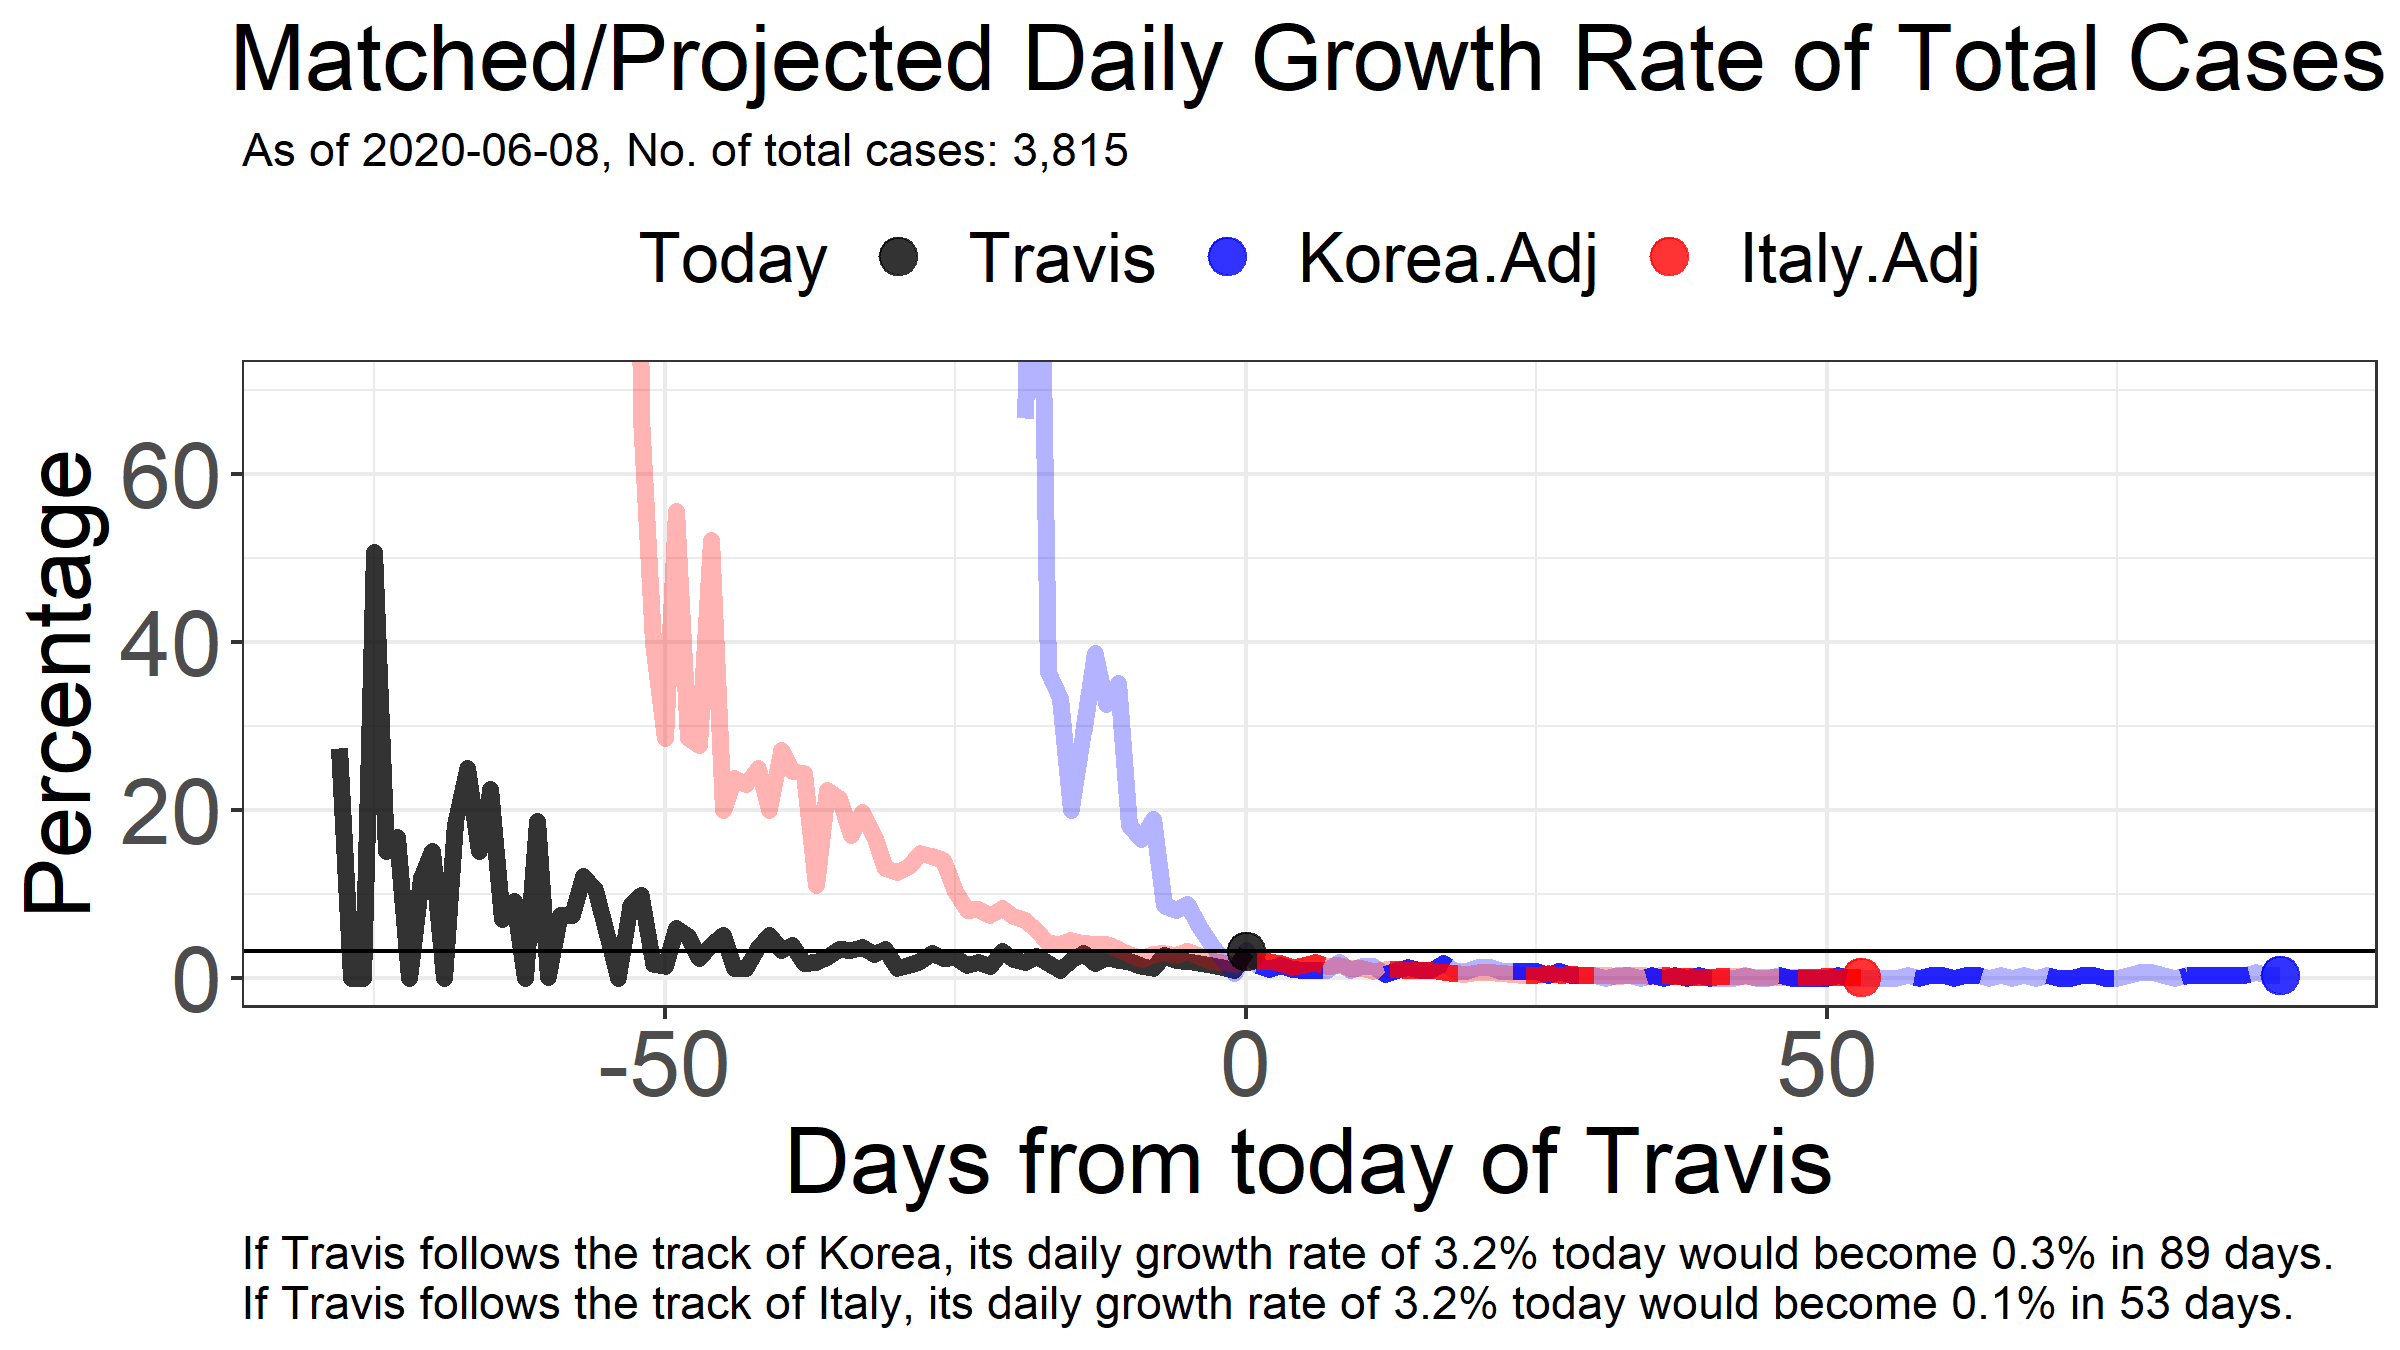 Matched/Projected Daily Growth Rate of Total Cases
As of 2020-06-08, No. of total cases: 3,815
Today Travis Korea.Adj Italy.Adj
Percentage
60
40
20
0
-50 0 50
Days from today of Travis
If Travis follows the track of Korea, its daily growth rate of 3.2% today would become 0.3% in 89 days.
If Travis follows the track of Italy, its daily growth rate of 3.2% today would become 0.1% in 53 days.